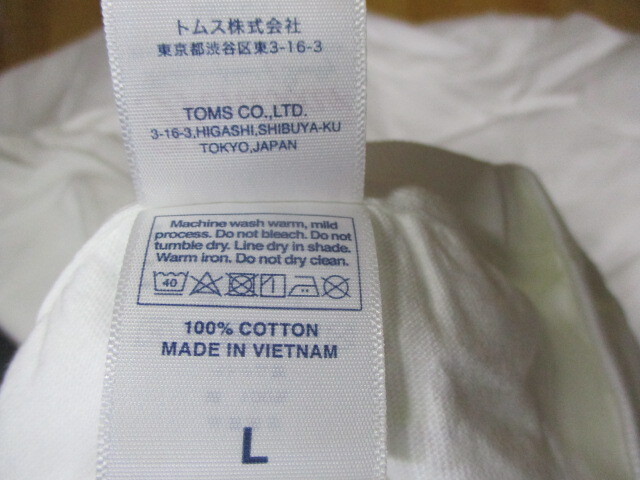 トムス株式会社
東京都渋谷区東3-16-3
TOMS CO.,LTD.
3-16-3,HIGASHI,SHIBUYA-KU
TOKYO,JAPAN
Machine wash warm, mild
process. Do not bleach. Do not
tumble dry. Line dry in shade.
Warm iron. Do not dry clean.
40
100% COTTON
MADE IN VIETNAM
L